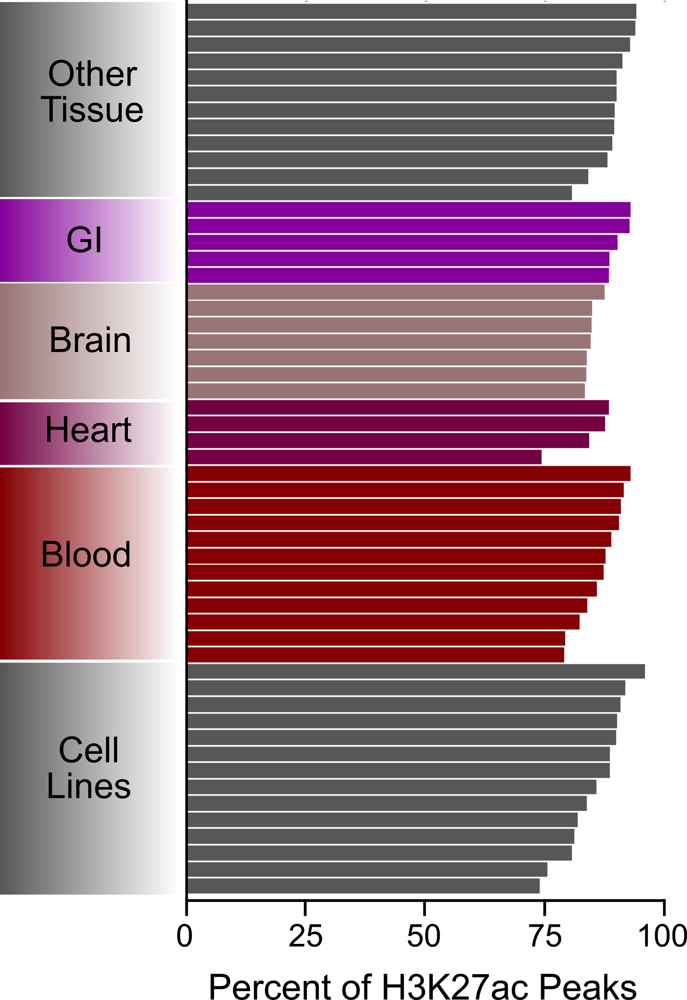 Other
Tissue
GI
Brain
Heart
Blood
Cell
Lines
0 25 50 75 100
Percent of H3K27ac Peaks